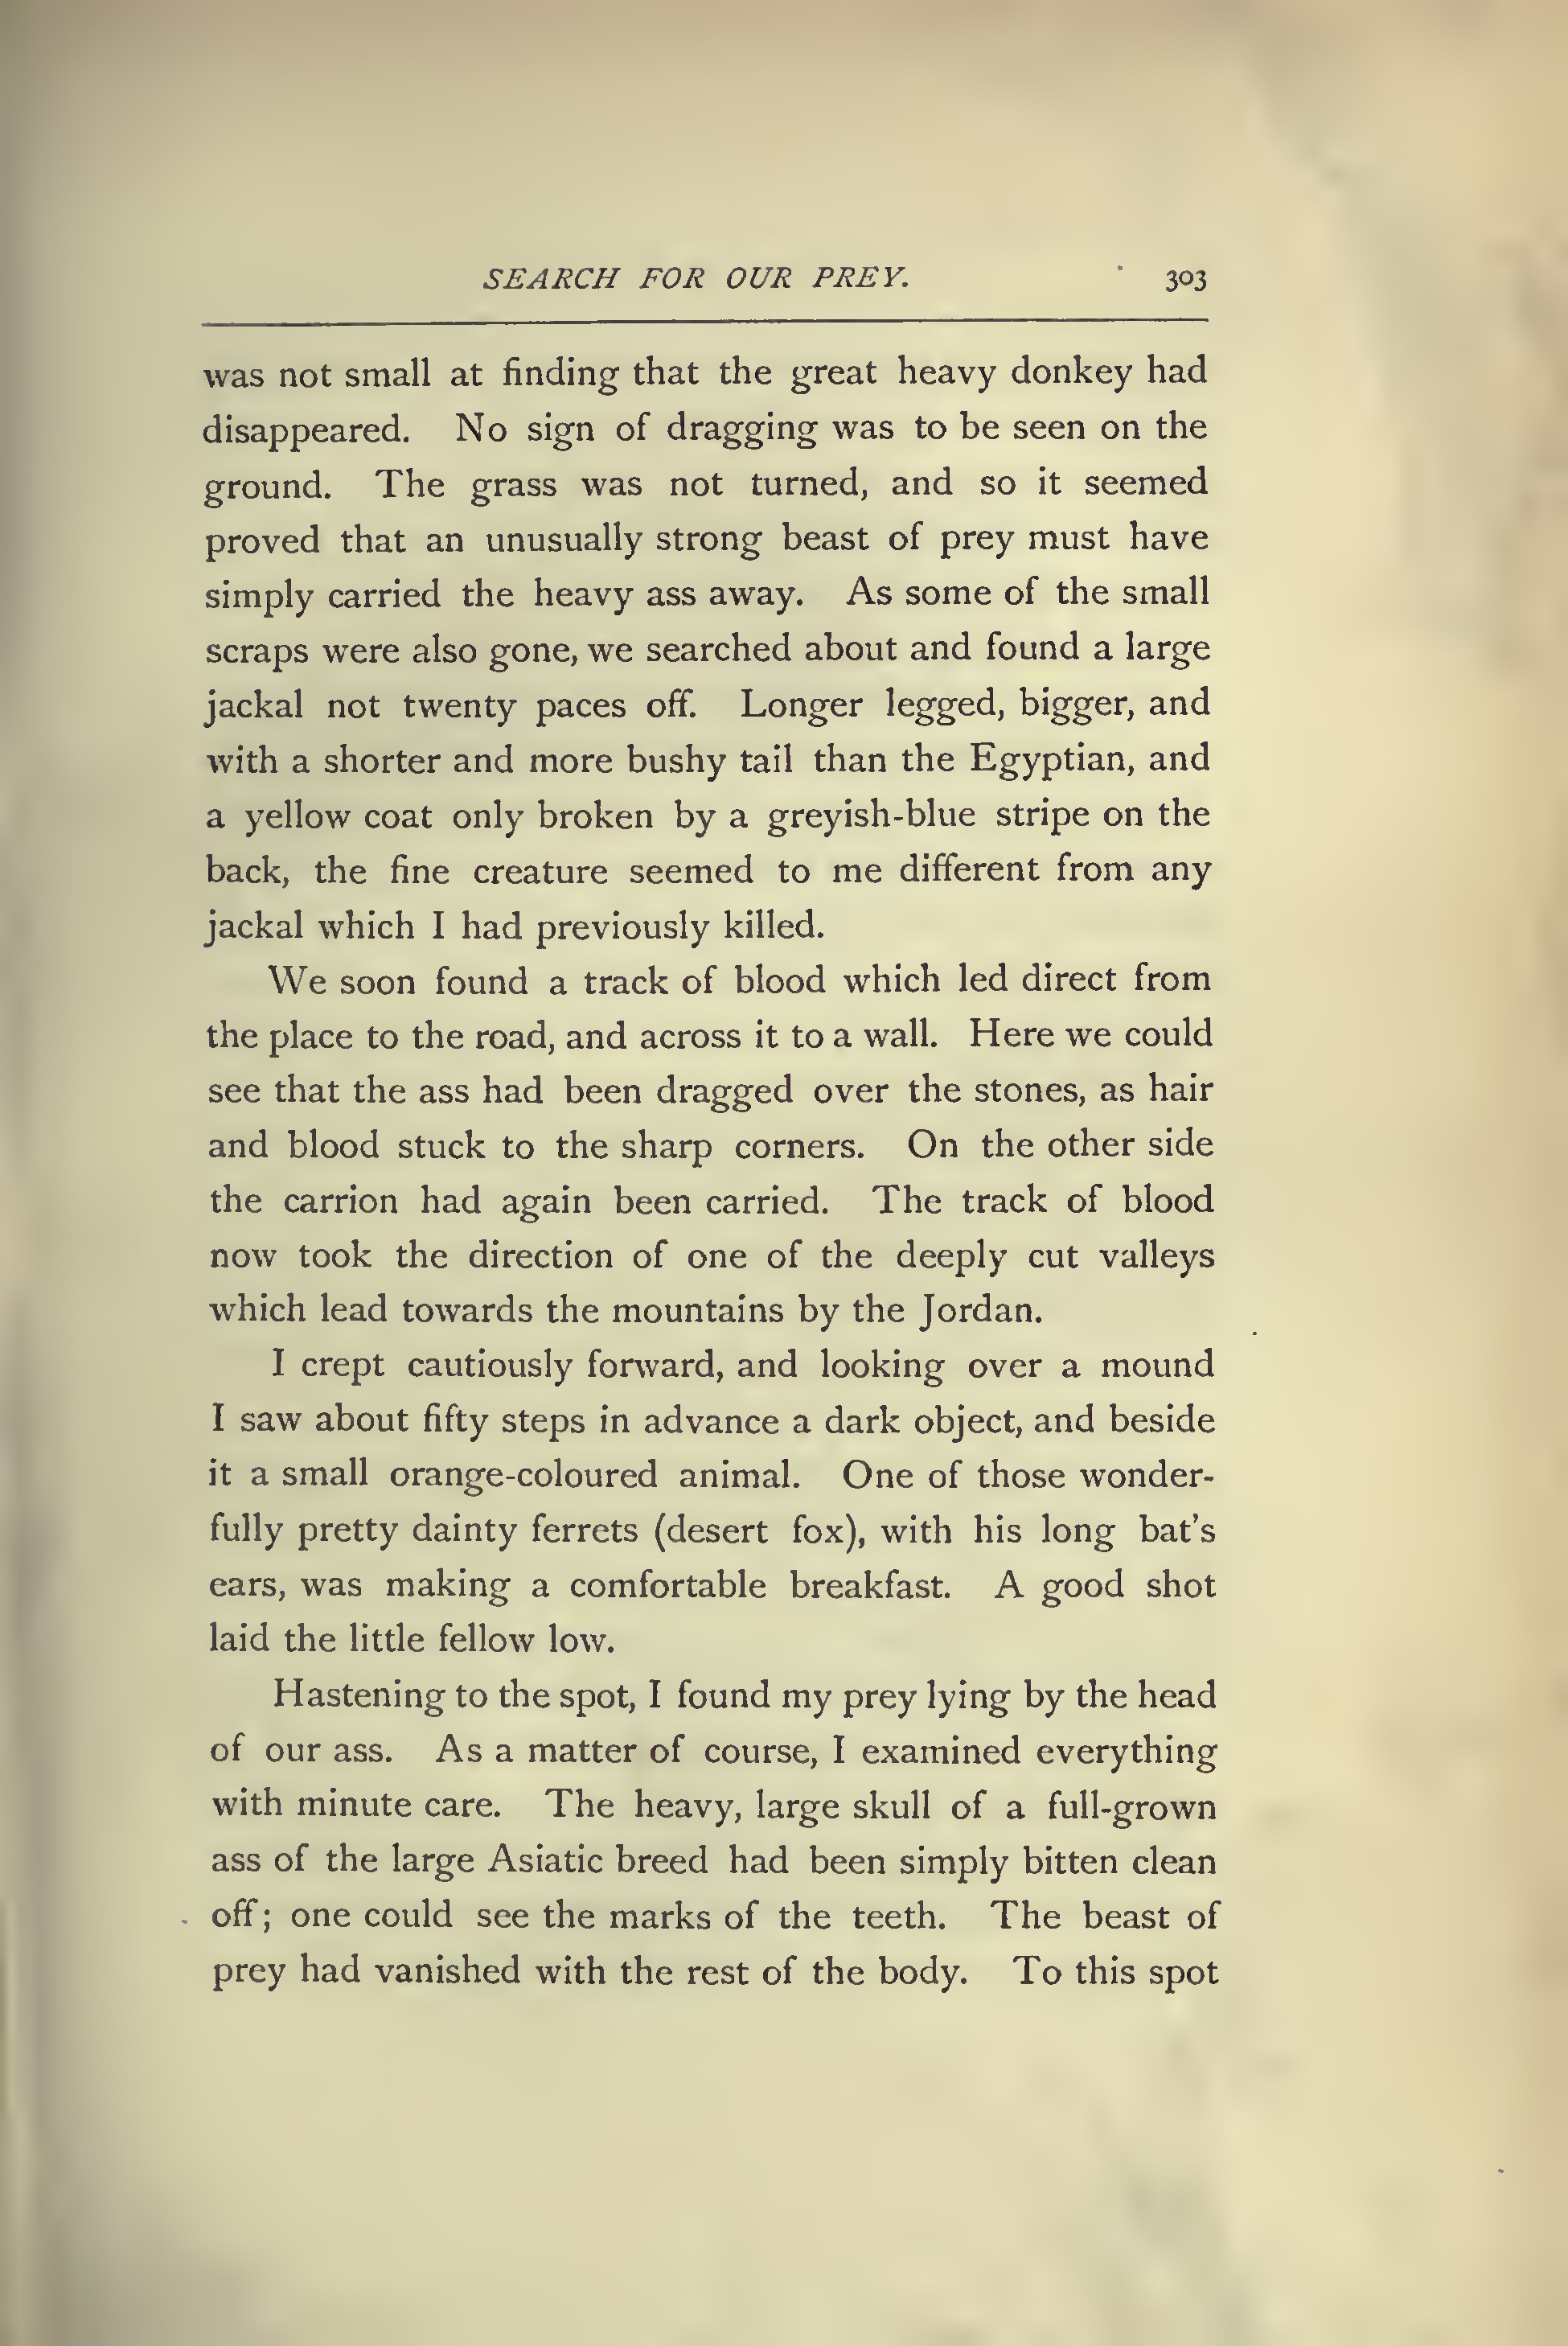 SEARCH FOR OUR PREY. 303
was not small at finding that the great heavy donkey had
disappeared. No sign of dragging was to be seen on the
ground. The grass was not turned, and so it seemed
proved that an unusually strong beast of prey must have
simply carried the heavy ass away. As some of the small
scraps were also gone, we searched about and found a large
jackal not twenty paces off. Longer legged, bigger, and
with a shorter and more bushy tail than the Egyptian, and
a yellow coat only broken by a greyish-blue stripe on the
back, the fine creature seemed to me different from any
jackal which I had previously killed.
We soon found a track of blood which led direct from
the place to the road, and across it to a wall. Here we could
see that the ass had been dragged over the stones, as hair
and blood stuck to the sharp corners. On the other side
the carrion had again been carried. The track of blood
now took the direction of one of the deeply cut valleys
which lead towards the mountains by the Jordan.
I crept cautiously forward, and looking over a mound
I saw about fifty steps in advance a dark object, and beside
it a small orange-coloured animal. One of those wonder-
fully pretty dainty ferrets (desert fox), with his long bat's
ears, was making a comfortable breakfast. A good shot
laid the little fellow low.
Hastening to the spot, I found my prey lying by the head
of our ass. As a matter of course, I examined everything
with minute care. The heavy, large skull of a full-grown
ass of the large Asiatic breed had been simply bitten clean
off; one could see the marks of the teeth. The beast of
prey had vanished with the rest of the body. To this spot